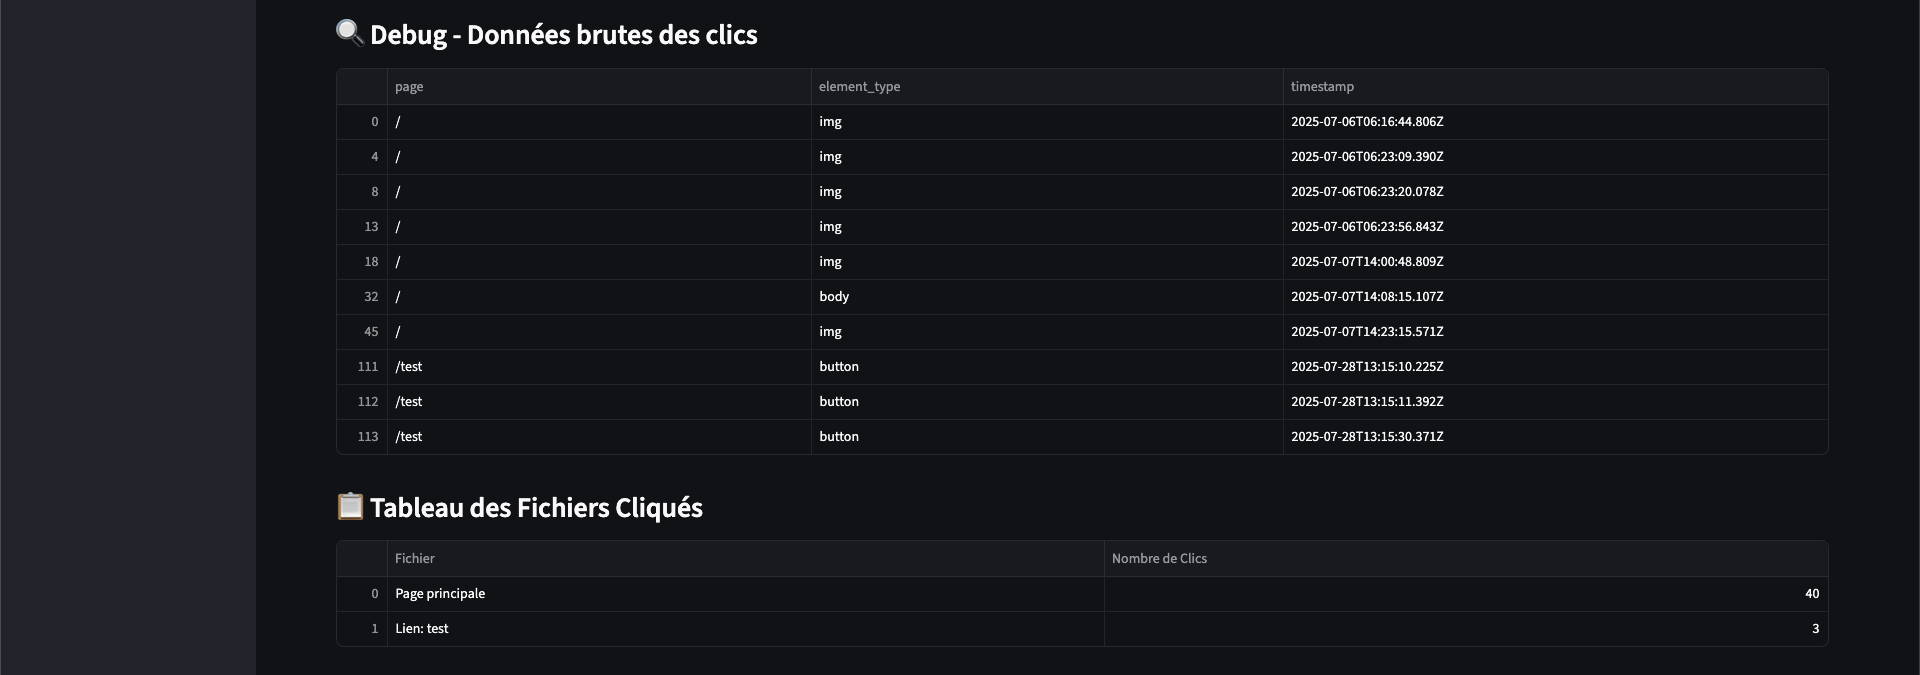 🔍 Debug - Données brutes des clics
page element_type timestamp
0 / img 2025-07-06T06:16:44.806Z
4 / img 2025-07-06T06:23:09.390Z
8 / img 2025-07-06T06:23:20.078Z
13 / img 2025-07-06T06:23:56.843Z
18 / img 2025-07-07T14:00:48.809Z
32 / body 2025-07-07T14:08:15.107Z
45 / img 2025-07-07T14:23:15.571Z
111 /test button 2025-07-28T13:15:10.225Z
112 /test button 2025-07-28T13:15:11.392Z
113 /test button 2025-07-28T13:15:30.371Z
📋 Tableau des Fichiers Cliqués
Fichier Nombre de Clics
0 Page principale 40
1 Lien: test 3